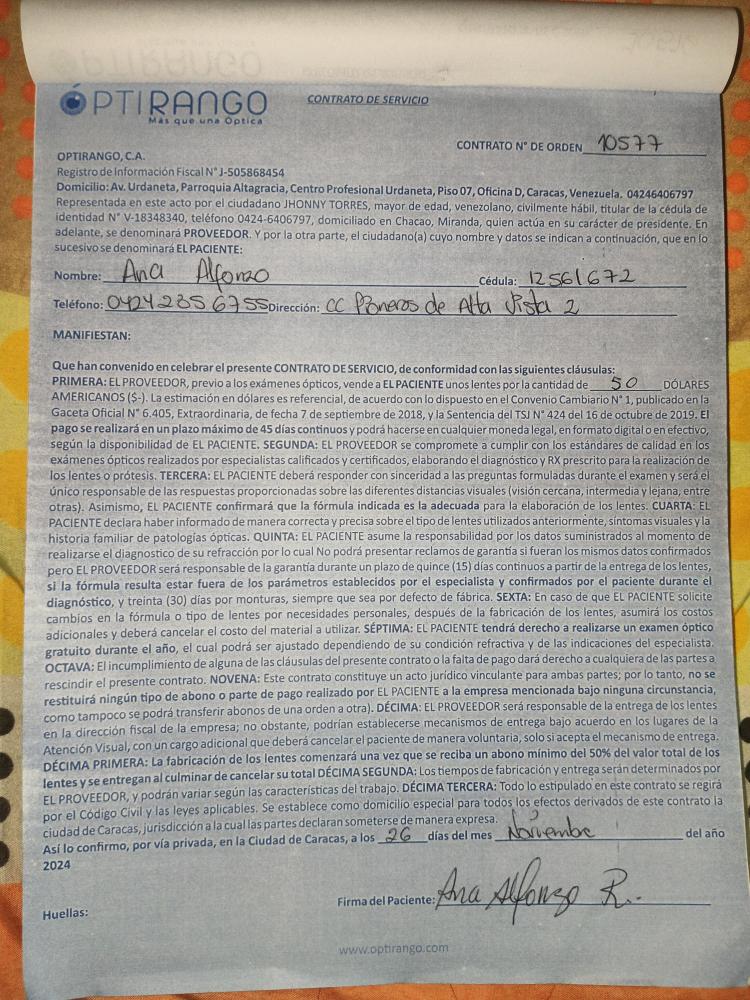 ÓPTIRANGO
Más que una Óptica
CONTRATO DE SERVICIO
CONTRATO N° DE ORDEN 10577
OPTIRANGO, C.A.
Registro de Información Fiscal N° J-505868454
Domicilio: Av. Urdaneta, Parroquia Altagracia, Centro Profesional Urdaneta, Piso 07, Oficina D, Caracas, Venezuela. 04246406797
Representada en este acto por el ciudadano JHONNY TORRES, mayor de edad, venezolano, civilmente hábil, titular de la cédula de
identidad N° V-18348340, teléfono 0424-6406797, domiciliado en Chacao, Miranda, quien actúa en su carácter de presidente. En
adelante, se denominará PROVEEDOR. Y por la otra parte, el ciudadano(a) cuyo nombre y datos se indican a continuación, que en lo
sucesivo se denominará EL PACIENTE:
Nombre: Ana Alfonzo Cédula: 12561672
Teléfono: 0424 285 6755 Dirección: CC Pioneros de Alta Vista 2
MANIFIESTAN:
Que han convenido en celebrar el presente CONTRATO DE SERVICIO, de conformidad con las siguientes cláusulas:
PRIMERA: EL PROVEEDOR, previo a los exámenes ópticos, vende a EL PACIENTE unos lentes por la cantidad de 50 DÓLARES
AMERICANOS ($-). La estimación en dólares es referencial, de acuerdo con lo dispuesto en el Convenio Cambiario N° 1, publicado en la
Gaceta Oficial N° 6.405, Extraordinaria, de fecha 7 de septiembre de 2018, y la Sentencia del TSJ N° 424 del 16 de octubre de 2019. El
pago se realizará en un plazo máximo de 45 días continuos y podrá hacerse en cualquier moneda legal, en formato digital o en efectivo,
según la disponibilidad de EL PACIENTE. SEGUNDA: EL PROVEEDOR se compromete a cumplir con los estándares de calidad en los
exámenes ópticos realizados por especialistas calificados y certificados, elaborando el diagnóstico y RX prescrito para la realización de
los lentes o prótesis. TERCERA: EL PACIENTE deberá responder con sinceridad a las preguntas formuladas durante el examen y será el
único responsable de las respuestas proporcionadas sobre las diferentes distancias visuales (visión cercana, intermedia y lejana, entre
otras). Asimismo, EL PACIENTE confirmará que la fórmula indicada es la adecuada para la elaboración de los lentes. CUARTA: EL
PACIENTE declara haber informado de manera correcta y precisa sobre el tipo de lentes utilizados anteriormente, síntomas visuales y la
historia familiar de patologías ópticas. QUINTA: EL PACIENTE asume la responsabilidad por los datos suministrados al momento de
realizarse el diagnostico de su refracción por lo cual No podrá presentar reclamos de garantía si fueran los mismos datos confirmados
pero EL PROVEEDOR será responsable de la garantía durante un plazo de quince (15) días continuos a partir de la entrega de los lentes,
si la fórmula resulta estar fuera de los parámetros establecidos por el especialista y confirmados por el paciente durante el
diagnóstico, y treinta (30) días por monturas, siempre que sea por defecto de fábrica. SEXTA: En caso de que EL PACIENTE solicite
cambios en la fórmula o tipo de lentes por necesidades personales, después de la fabricación de los lentes, asumirá los costos
adicionales y deberá cancelar el costo del material a utilizar. SÉPTIMA: EL PACIENTE tendrá derecho a realizarse un examen óptico
gratuito durante el año, el cual podrá ser ajustado dependiendo de su condición refractiva y de las indicaciones del especialista.
OCTAVA: El incumplimiento de alguna de las cláusulas del presente contrato o la falta de pago dará derecho a cualquiera de las partes a
rescindir el presente contrato. NOVENA: Este contrato constituye un acto jurídico vinculante para ambas partes; por lo tanto, no se
restituirá ningún tipo de abono o parte de pago realizado por EL PACIENTE a la empresa mencionada bajo ninguna circunstancia,
como tampoco se podrá transferir abonos de una orden a otra). DÉCIMA: EL PROVEEDOR será responsable de la entrega de los lentes
en la dirección fiscal de la empresa; no obstante, podrían establecerse mecanismos de entrega bajo acuerdo en los lugares de la
Atención Visual, con un cargo adicional que deberá cancelar el paciente de manera voluntaria, solo si acepta el mecanismo de entrega.
DÉCIMA PRIMERA: La fabricación de los lentes comenzará una vez que se reciba un abono mínimo del 50% del valor total de los
lentes y se entregan al culminar de cancelar su total DÉCIMA SEGUNDA: Los tiempos de fabricación y entrega serán determinados por
EL PROVEEDOR, y podrán variar según las características del trabajo. DÉCIMA TERCERA: Todo lo estipulado en este contrato se regirá
por el Código Civil y las leyes aplicables. Se establece como domicilio especial para todos los efectos derivados de este contrato la
ciudad de Caracas, jurisdicción a la cual las partes declaran someterse de manera expresa.
Así lo confirmo, por vía privada, en la Ciudad de Caracas, a los 26 días del mes Noviembre del año
2024
Firma del Paciente: Ana Alfonzo R.
Huellas:
www.optirango.com